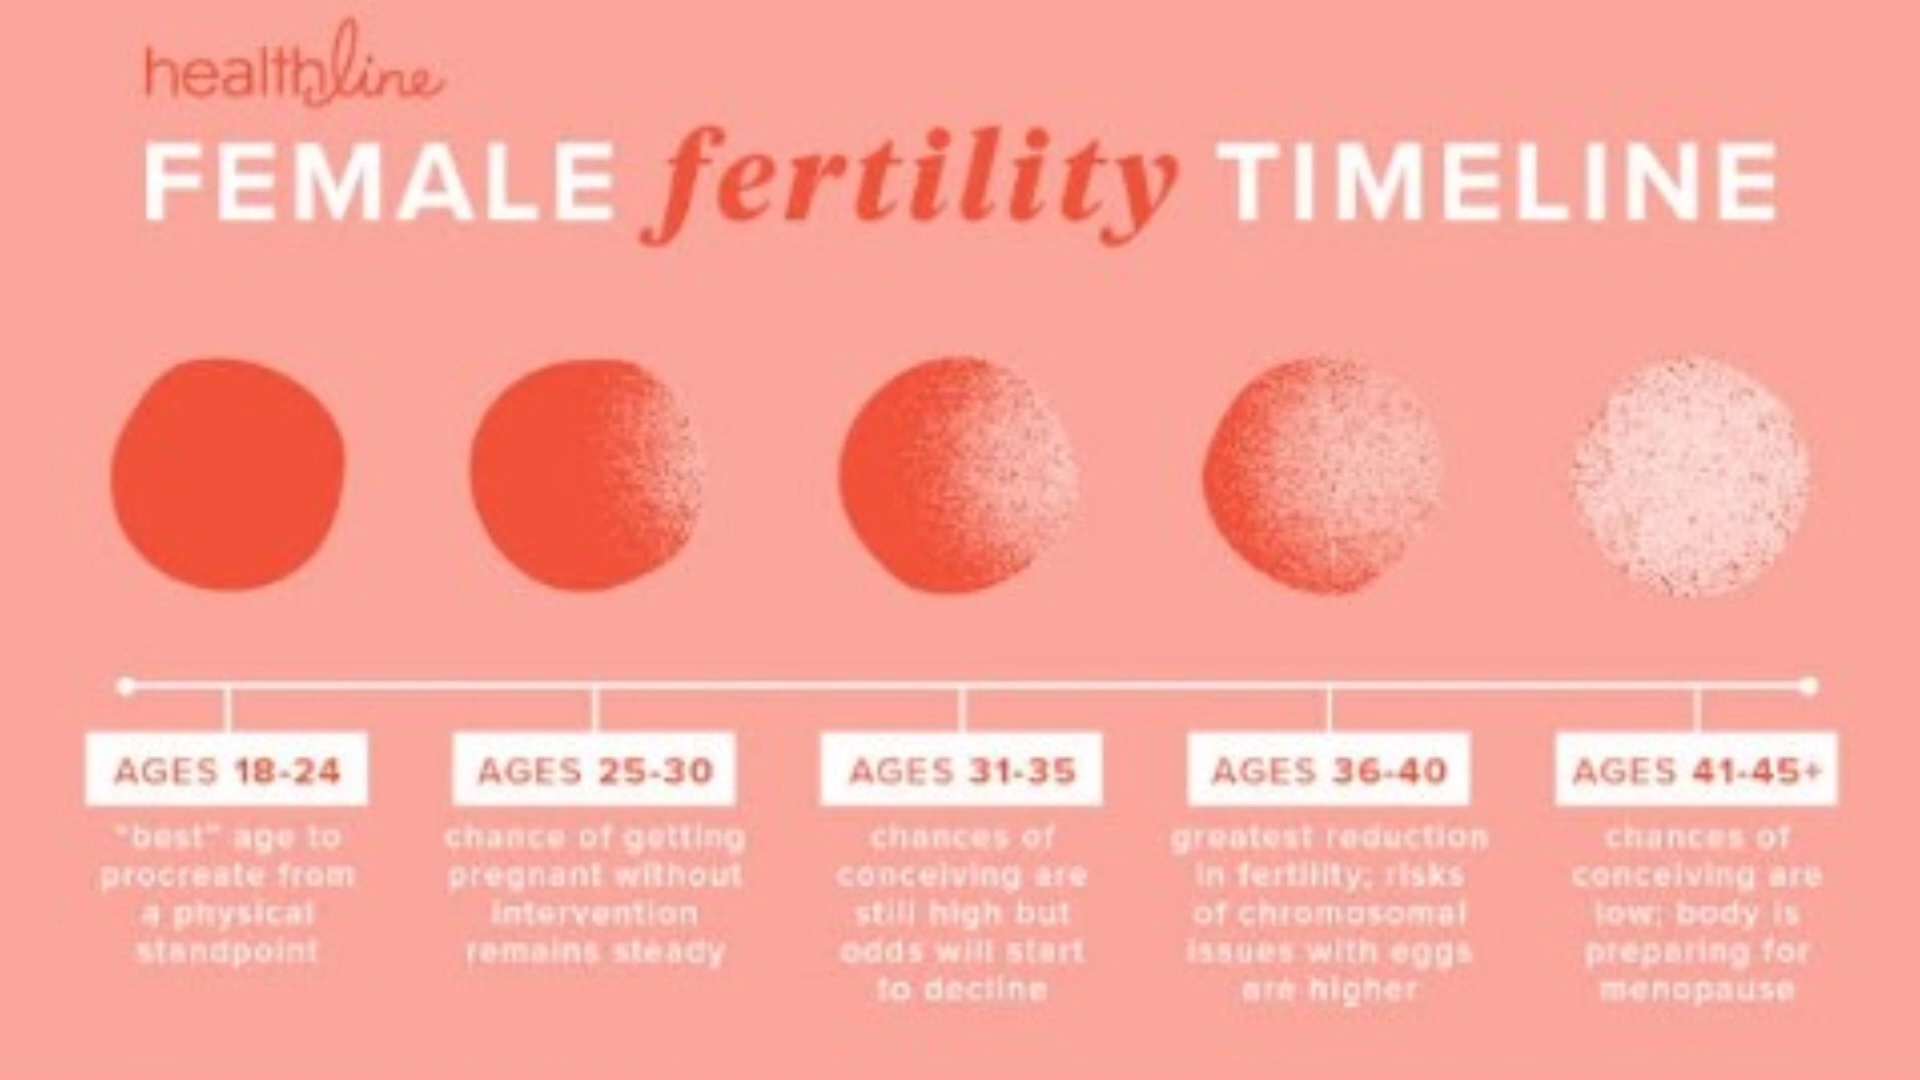 healthline
FEMALE fertility TIMELINE
AGES 18-24
"best" age to
procreate from
a physical
standpoint
AGES 25-30
chance of getting
pregnant without
intervention
remains steady
AGES 31-35
chances of
conceiving are
still high but
odds will start
to decline
AGES 36-40
greatest reduction
in fertility; risks
of chromosomal
issues with eggs
are higher
AGES 41-45+
chances of
conceiving are
low; body is
preparing for
menopause